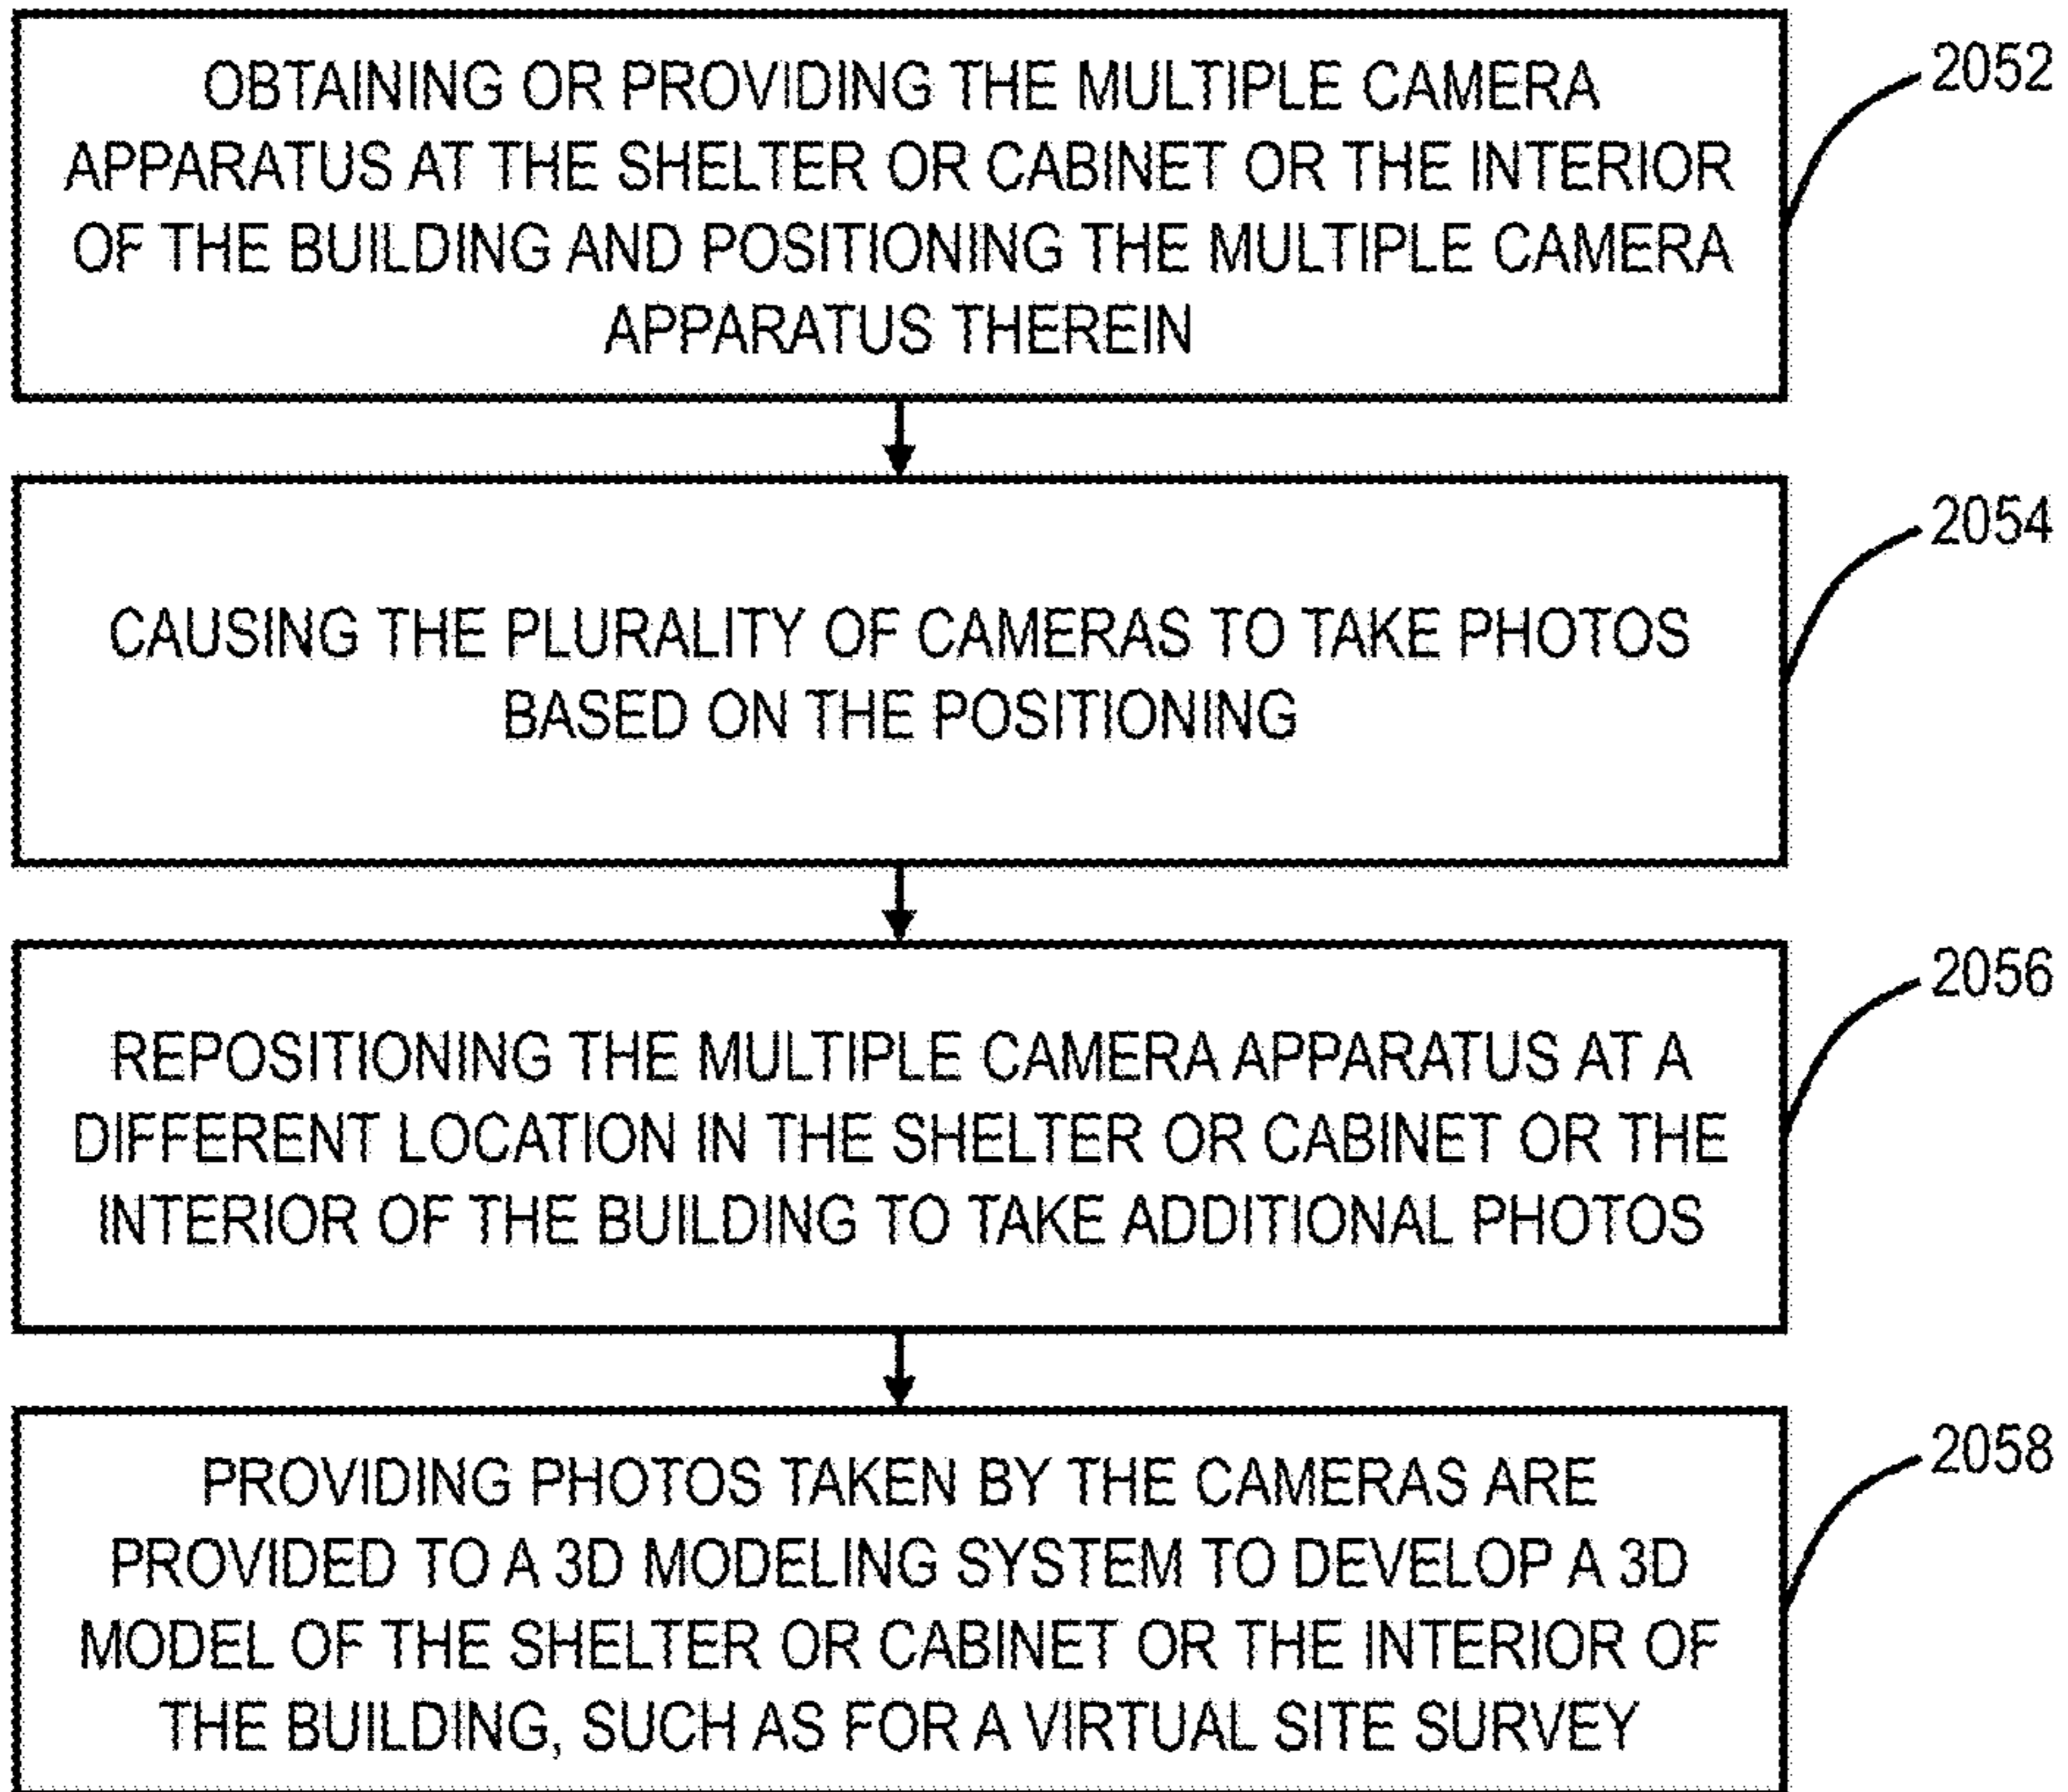 OBTAINING OR PROVIDING THE MULTIPLE CAMERA
APPARATUS AT THE SHELTER OR CABINET OR THE INTERIOR
OF THE BUILDING AND POSITIONING THE MULTIPLE CAMERA
APPARATUS THEREIN
2052
CAUSING THE PLURALITY OF CAMERAS TO TAKE PHOTOS
BASED ON THE POSITIONING
2054
REPOSITIONING THE MULTIPLE CAMERA APPARATUS AT A
DIFFERENT LOCATION IN THE SHELTER OR CABINET OR THE
INTERIOR OF THE BUILDING TO TAKE ADDITIONAL PHOTOS
2056
PROVIDING PHOTOS TAKEN BY THE CAMERAS ARE
PROVIDED TO A 3D MODELING SYSTEM TO DEVELOP A 3D
MODEL OF THE SHELTER OR CABINET OR THE INTERIOR OF
THE BUILDING, SUCH AS FOR A VIRTUAL SITE SURVEY
2058